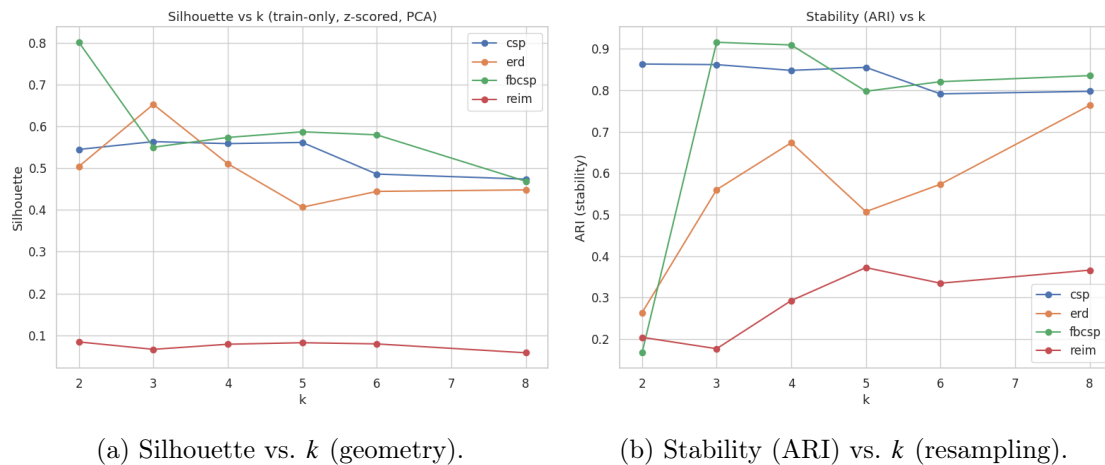 Silhouette vs k (train-only, z-scored, PCA)
0.8
0.7
0.6
0.5
0.4
0.3
0.2
0.1
Silhouette
2
3
4
5
6
7
8
k
csp
erd
fbcsp
reim
Stability (ARI) vs k
0.9
0.8
0.7
0.6
0.5
0.4
0.3
0.2
ARI (stability)
2
3
4
5
6
7
8
k
csp
erd
fbcsp
reim
(a) Silhouette vs. k (geometry).
(b) Stability (ARI) vs. k (resampling).